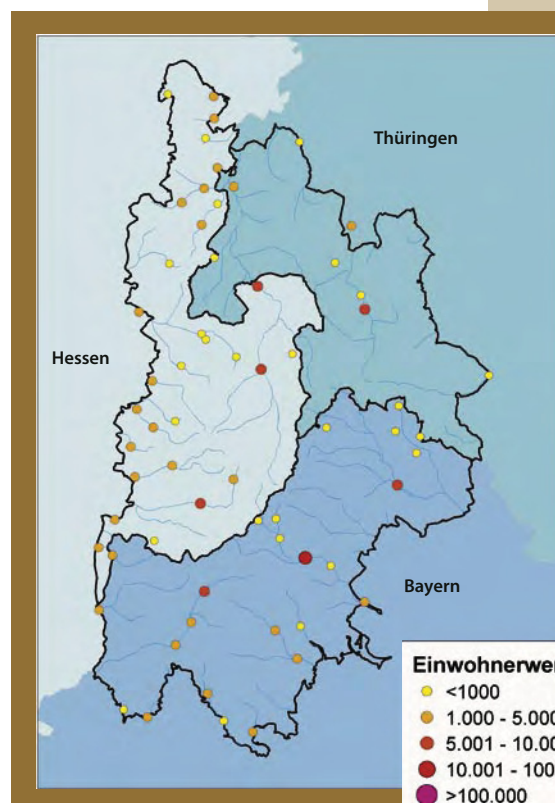 Thüringen
Hessen
Bayern
Einwohnerwer
<1000
1.000 - 5.000
5.001 - 10.00
10.001 - 100
>100.000